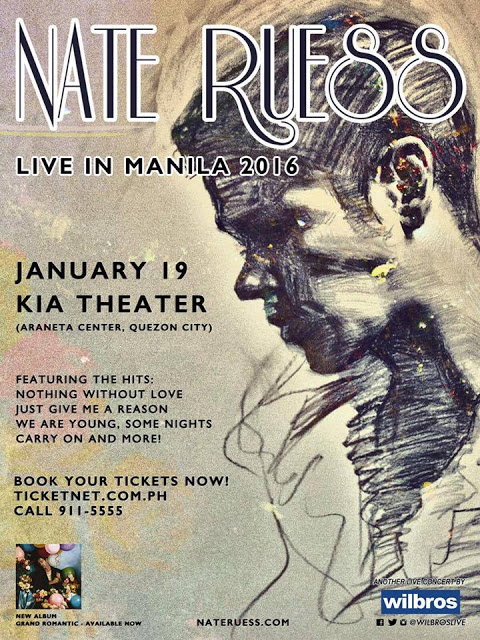 NATE RUESS
LIVE IN MANILA 2016
JANUARY 19
KIA THEATER
(ARANETA CENTER, QUEZON CITY)
FEATURING THE HITS:
NOTHING WITHOUT LOVE
JUST GIVE ME A REASON
WE ARE YOUNG, SOME NIGHTS
CARRY ON AND MORE!
BOOK YOUR TICKETS NOW!
TICKETNET.COM.PH
CALL 911-5555
NEW ALBUM
GRAND ROMANTIC - AVAILABLE NOW
NATERUESS.COM
ANOTHER LIVE CONCERT BY
wilbros
@WILBROSLIVE